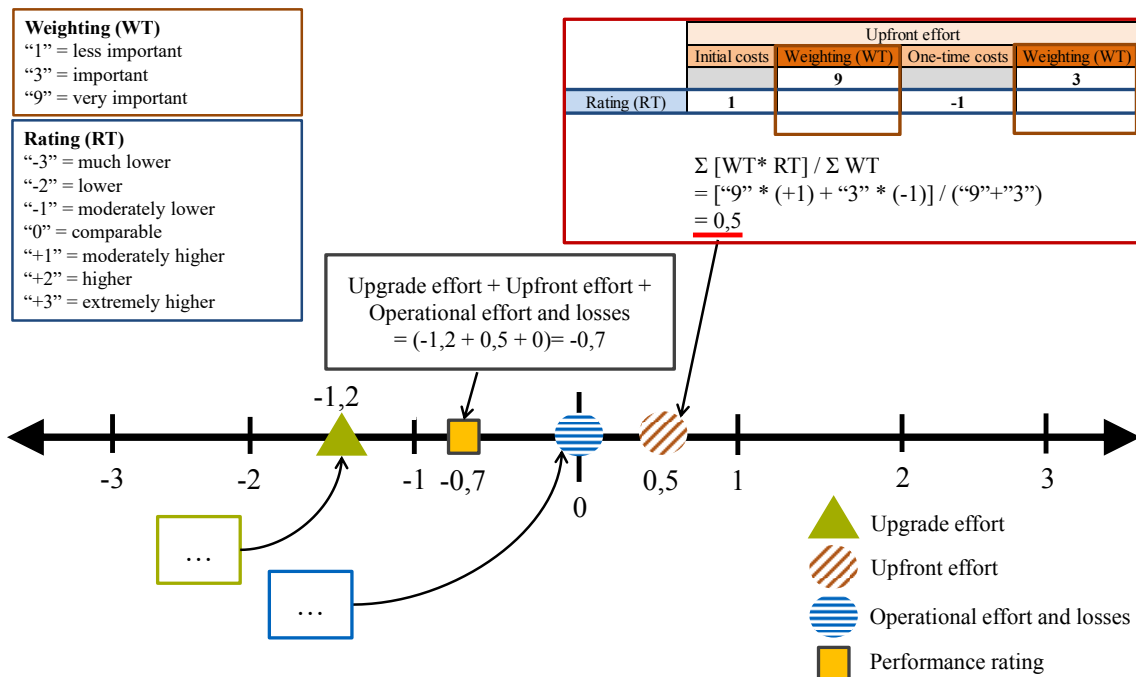 Weighting (WT)
“1” = less important
“3” = important
“9” = very important
Rating (RT)
“-3” = much lower
“-2” = lower
“-1” = moderately lower
“0” = comparable
“+1” = moderately higher
“+2” = higher
“+3” = extremely higher
Upfront effort
Initial costs Weighting (WT) One-time costs Weighting (WT)
9 3
Rating (RT) 1 -1
Σ [WT* RT] / Σ WT
= [“9” * (+1) + “3” * (-1)] / (“9”+“3”)
= 0,5
Upgrade effort + Upfront effort +
Operational effort and losses
= (-1,2 + 0,5 + 0)= -0,7
-1,2
-3 -2 -1 -0,7 0 0,5 1 2 3
…
…
Upgrade effort
Upfront effort
Operational effort and losses
Performance rating